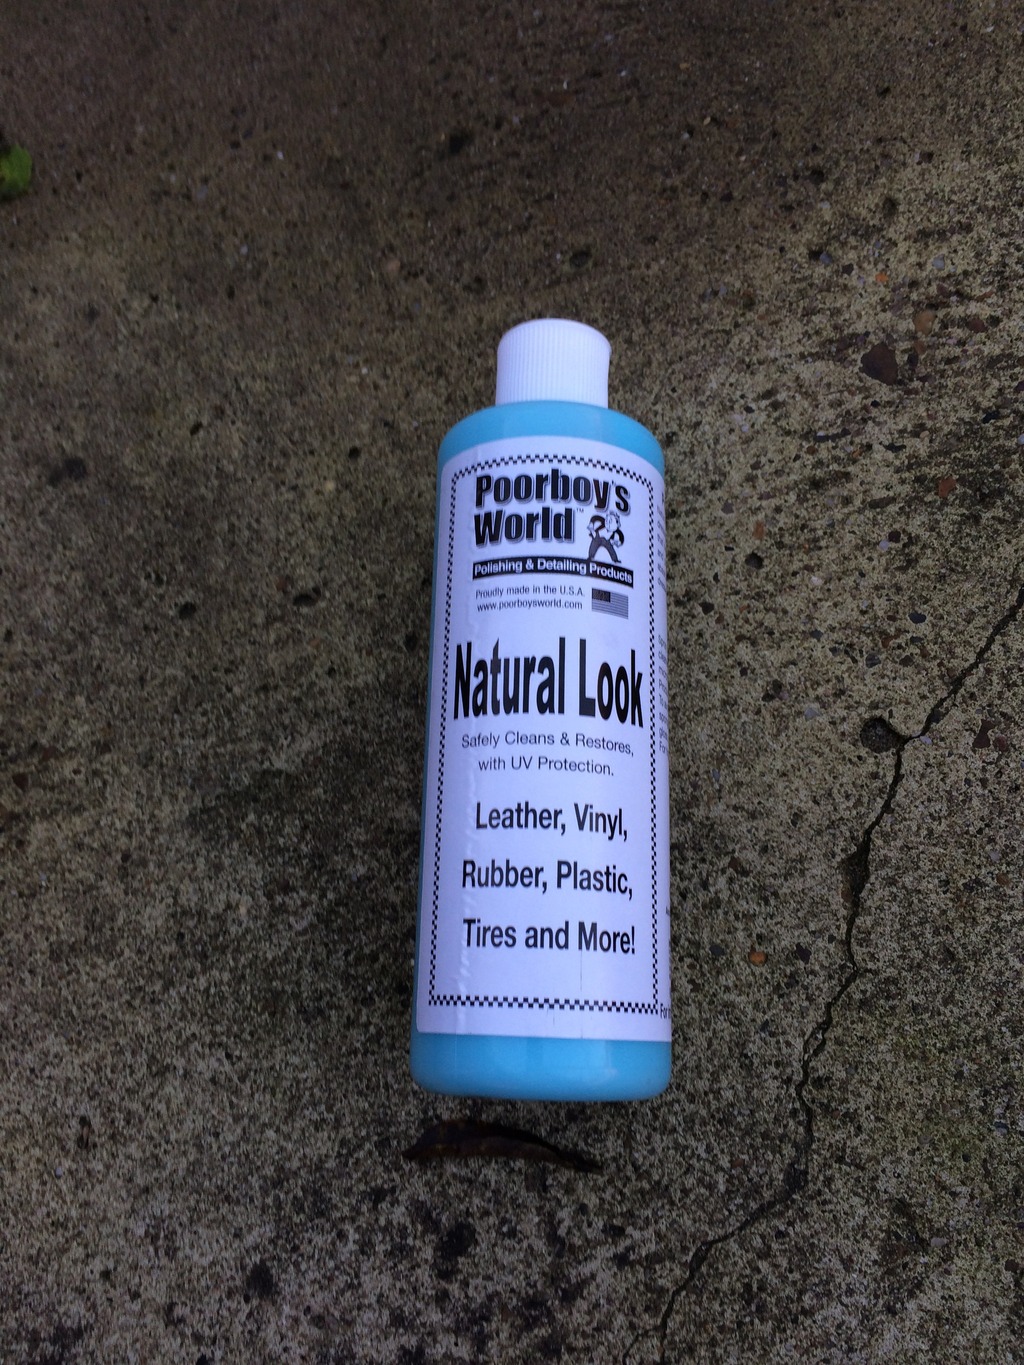 Poorboy's
World™
Polishing & Detailing Products
Proudly made in the U.S.A.
www.poorboysworld.com
Natural Look
Safely Cleans & Restores,
with UV Protection.
Leather, Vinyl,
Rubber, Plastic,
Tires and More!